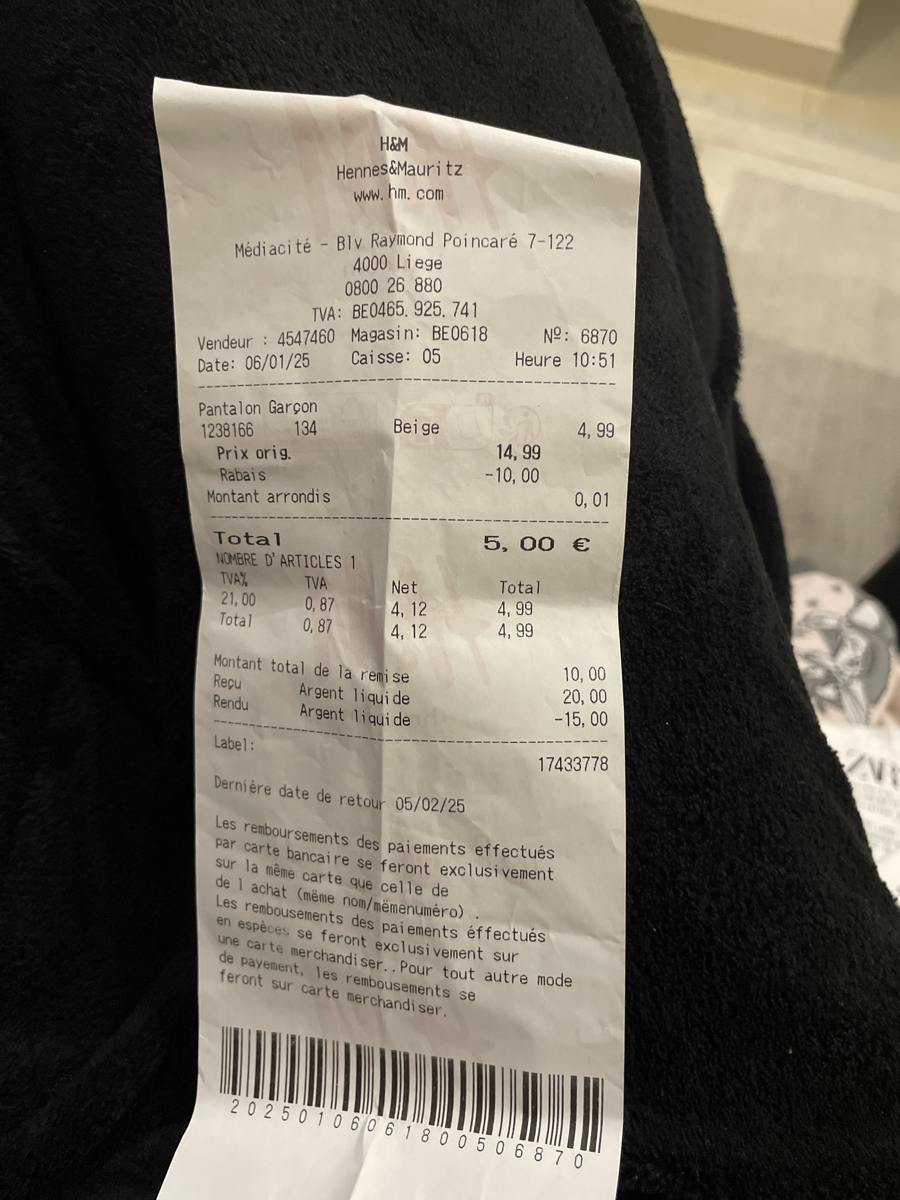 H&M
Hennes&Mauritz
www.hm.com
Médiacité - Blv Raymond Poincaré 7-122
4000 Liege
0800 26 880
TVA: BE0465.925.741
Vendeur : 4547460 Magasin: BE0618 Nº: 6870
Date: 06/01/25 Caisse: 05 Heure 10:51
Pantalon Garçon
1238166 134 Beige 4,99
Prix orig. 14,99
Rabais -10,00
Montant arrondis 0,01
Total 5,00 €
NOMBRE D'ARTICLES 1
TVA% TVA Net Total
21,00 0,87 4,12 4,99
Total 0,87 4,12 4,99
Montant total de la remise 10,00
Reçu Argent liquide 20,00
Rendu Argent liquide -15,00
Label: 17433778
Dernière date de retour 05/02/25
Les remboursements des paiements effectués
par carte bancaire se feront exclusivement
sur la même carte que celle de
de l achat (mëme nom/mëmenuméro) .
Les rembousements des paiements éffectués
en espèces se feront exclusivement sur
une carte merchandiser..Pour tout autre mode
de payement, les rembousements se
feront sur carte merchandiser.
2025010606180050 6870